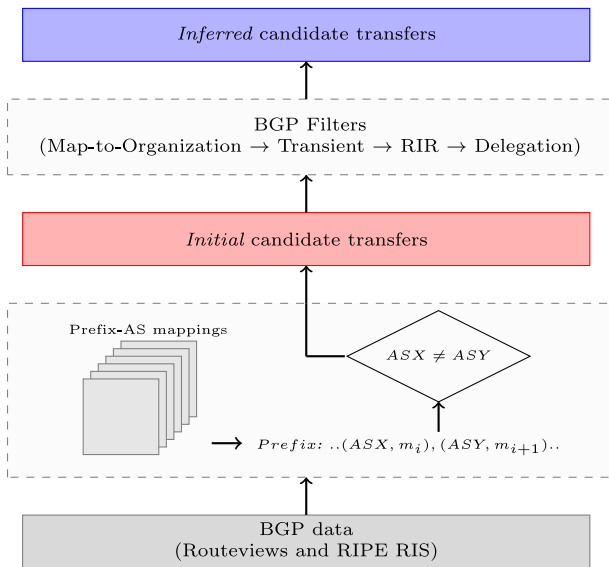 Inferred candidate transfers
BGP Filters
(Map-to-Organization → Transient → RIR → Delegation)
Initial candidate transfers
Prefix-AS mappings
ASX ≠ ASY
Prefix: ..(ASX, m_i), (ASY, m_{i+1})..
BGP data
(Routeviews and RIPE RIS)